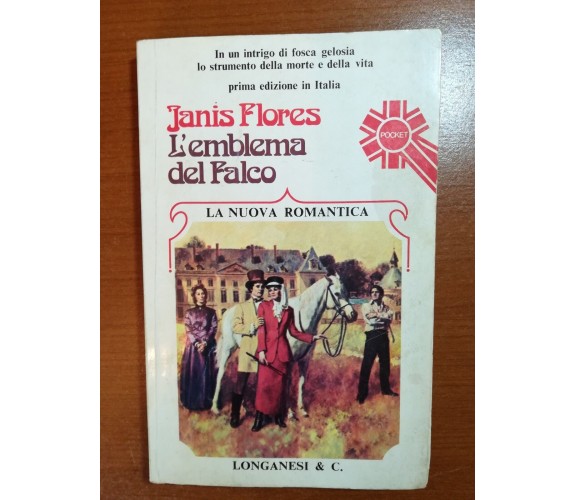 In un intrigo di fosca gelosia
lo strumento della morte e della vita
prima edizione in Italia
Janis Flores
L'emblema
del Falco
POCKET
LA NUOVA ROMANTICA
LONGANESI & C.